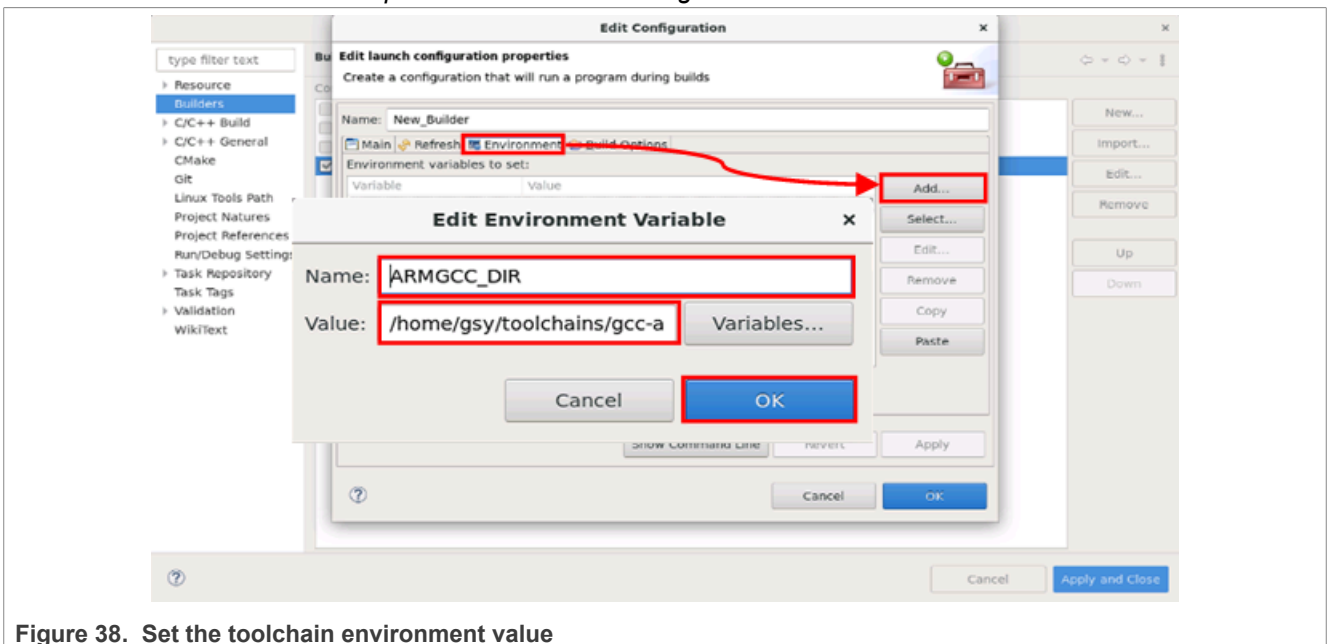 Edit Configuration
type filter text
Resource
Builders
C/C++ Build
C/C++ General
CMake
Git
Linux Tools Path
Project Natures
Project References
Run/Debug Settings
Task Repository
Task Tags
Validation
WikiText
Bu
Co
Edit launch configuration properties
Create a configuration that will run a program during builds
Name: New_Builder
Main Refresh Environment Build Options
Environment variables to set:
Variable Value
Add...
Select...
Edit...
Remove
Copy
Paste
Edit Environment Variable
Name: ARMGCC_DIR
Value: /home/gsy/toolchains/gcc-a Variables...
Cancel OK
Show Command Line Revert Apply
Cancel OK
New...
Import...
Edit...
Remove
Up
Down
Cancel Apply and Close
Figure 38. Set the toolchain environment value